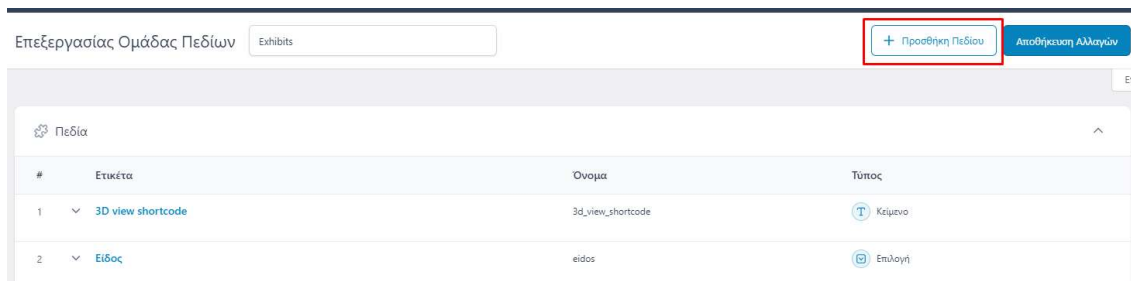 Επεξεργασίας Ομάδας Πεδίων Exhibits + Προσθήκη Πεδίου Αποθήκευση Αλλαγών
Πεδία
# Ετικέτα Όνομα Τύπος
1 3D view shortcode 3d_view_shortcode T Κείμενο
2 Είδος eidos Επιλογή